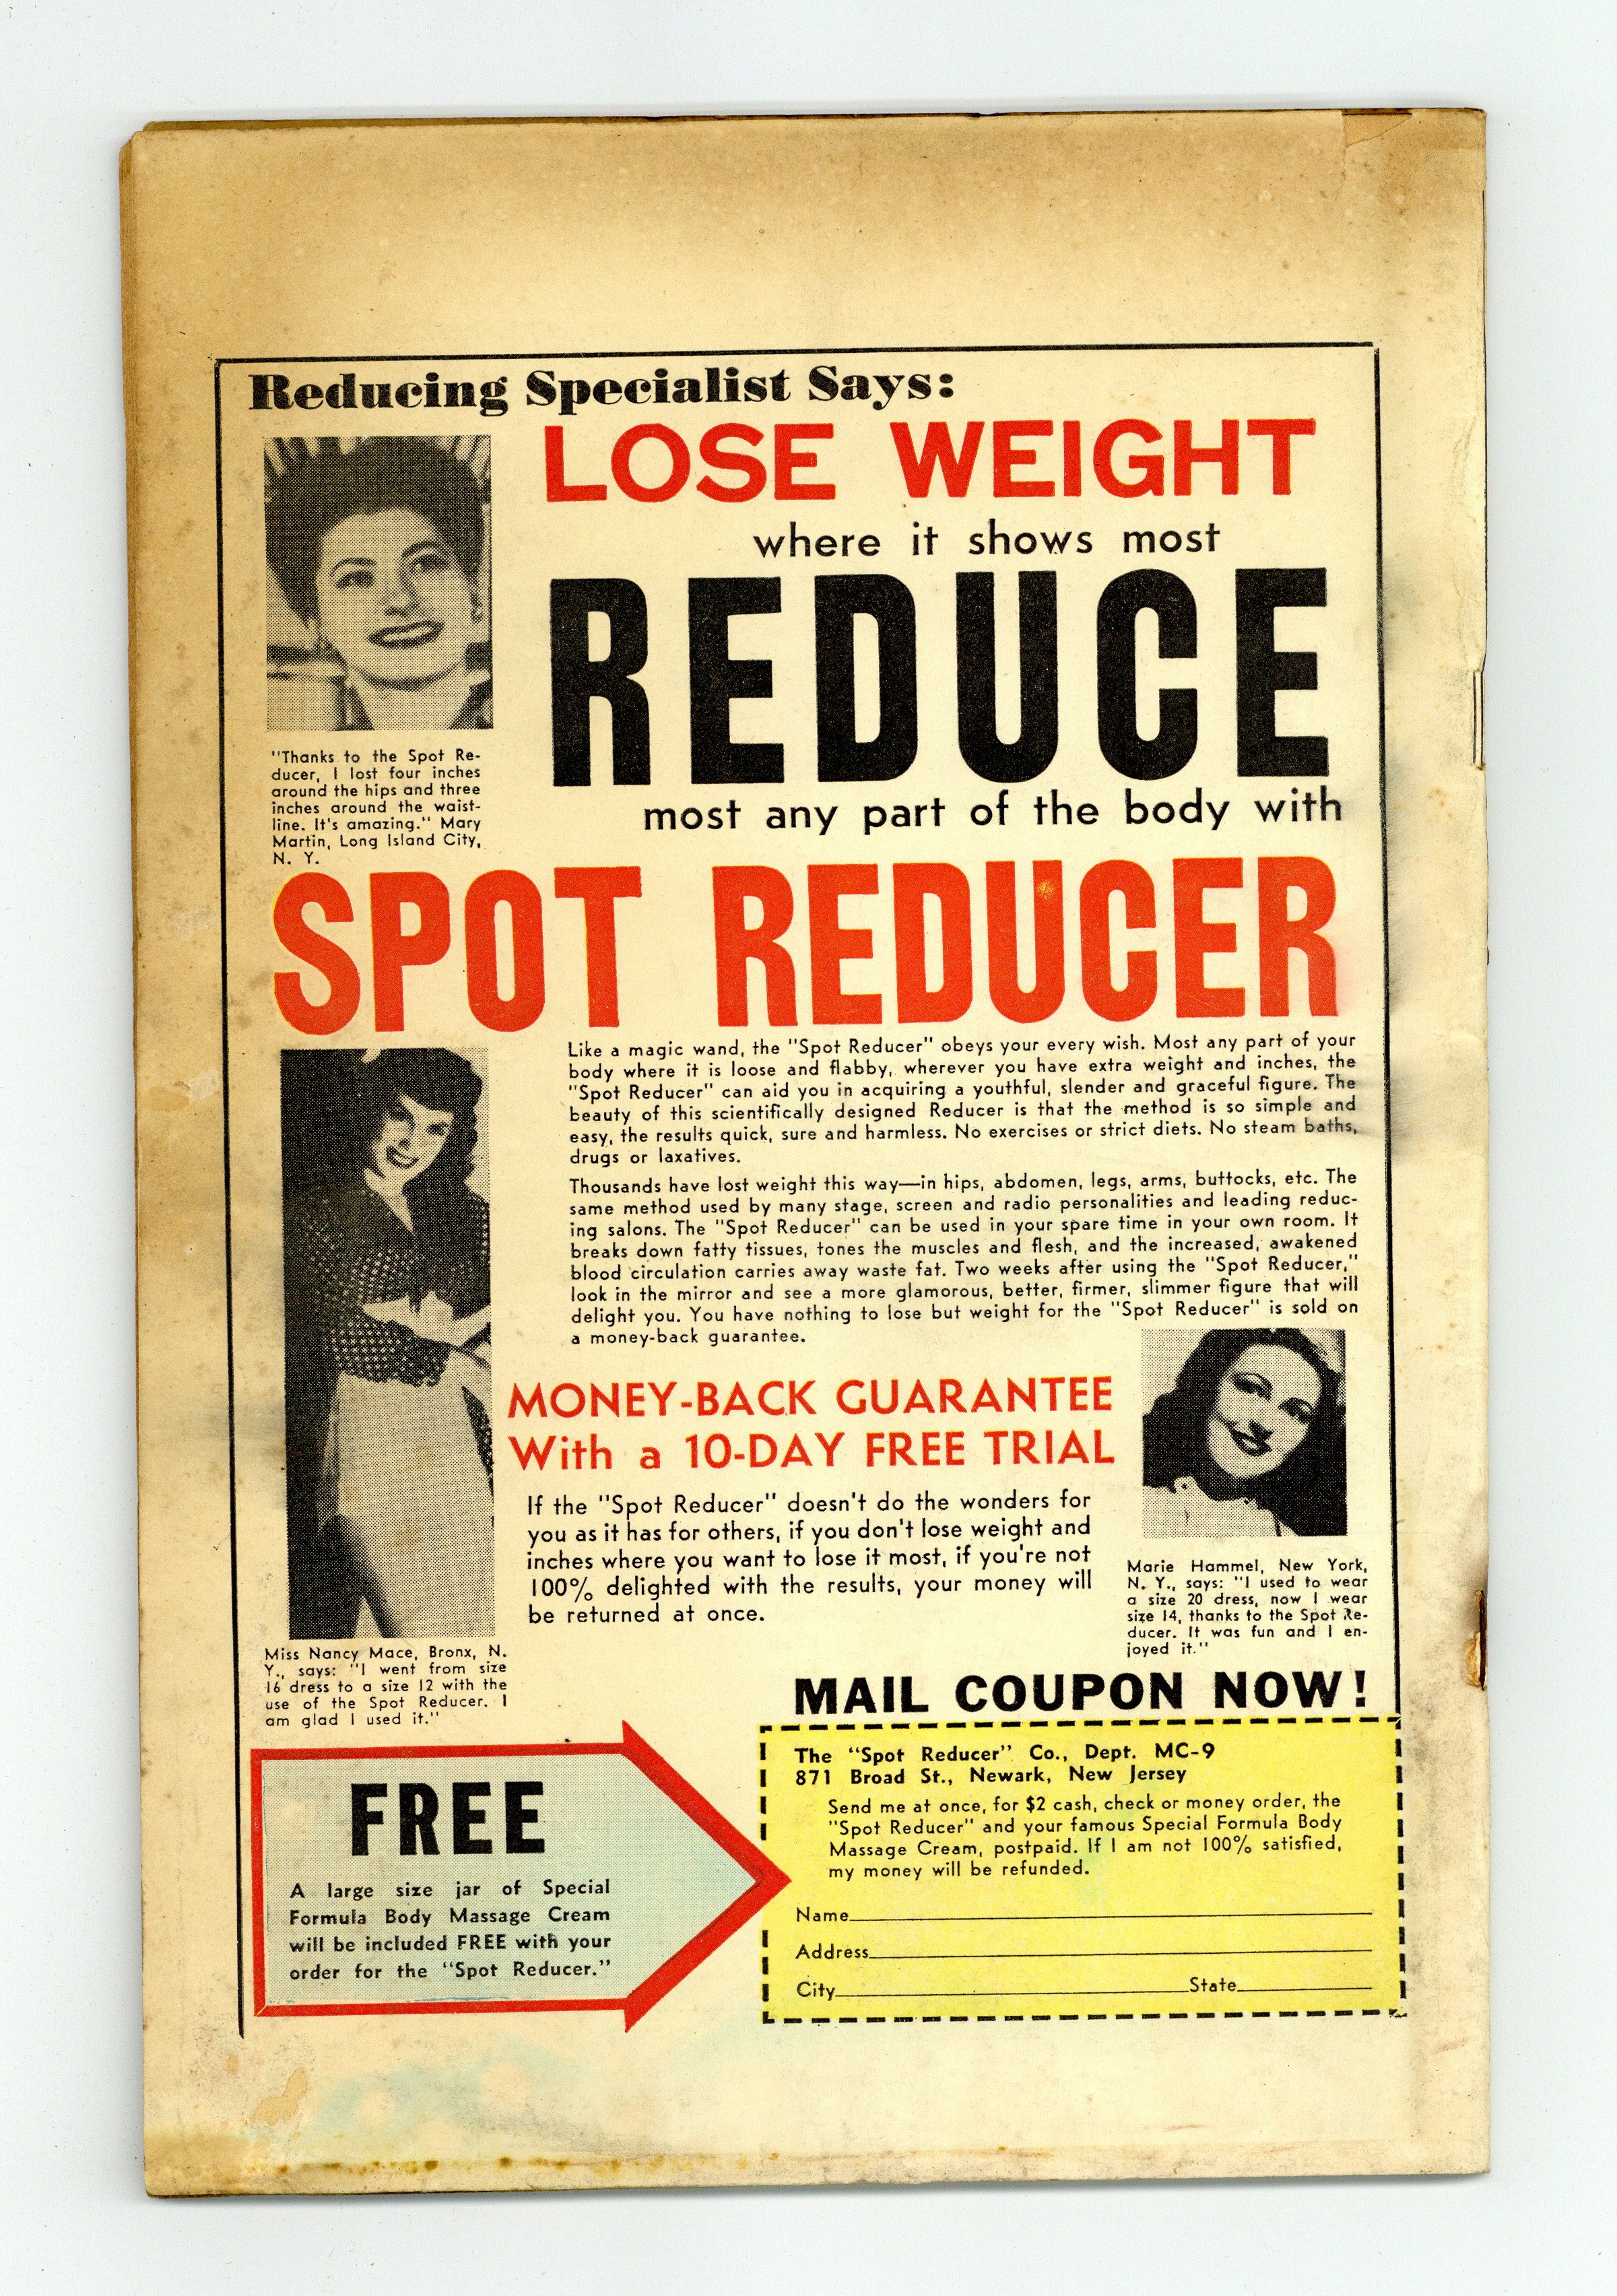 Reducing Specialist Says:
LOSE WEIGHT
where it shows most
REDUCE
most any part of the body with
"Thanks to the Spot Re-
ducer, I lost four inches
around the hips and three
inches around the waist-
line. It's amazing." Mary
Martin, Long Island City,
N. Y.
SPOT REDUCER
Like a magic wand, the "Spot Reducer" obeys your every wish. Most any part of your
body where it is loose and flabby, wherever you have extra weight and inches, the
"Spot Reducer" can aid you in acquiring a youthful, slender and graceful figure. The
beauty of this scientifically designed Reducer is that the method is so simple and
easy, the results quick, sure and harmless. No exercises or strict diets. No steam baths,
drugs or laxatives.
Thousands have lost weight this way—in hips, abdomen, legs, arms, buttocks, etc. The
same method used by many stage, screen and radio personalities and leading reduc-
ing salons. The "Spot Reducer" can be used in your spare time in your own room. It
breaks down fatty tissues, tones the muscles and flesh, and the increased, awakened
blood circulation carries away waste fat. Two weeks after using the "Spot Reducer,"
look in the mirror and see a more glamorous, better, firmer, slimmer figure that will
delight you. You have nothing to lose but weight for the "Spot Reducer" is sold on
a money-back guarantee.
MONEY-BACK GUARANTEE
With a 10-DAY FREE TRIAL
If the "Spot Reducer" doesn't do the wonders for
you as it has for others, if you don't lose weight and
inches where you want to lose it most, if you're not
100% delighted with the results, your money will
be returned at once.
Marie Hammel, New York,
N. Y., says: "I used to wear
a size 20 dress, now I wear
size 14, thanks to the Spot Re-
ducer. It was fun and I en-
joyed it."
Miss Nancy Mace, Bronx, N.
Y., says: "I went from size
16 dress to a size 12 with the
use of the Spot Reducer. I
am glad I used it."
MAIL COUPON NOW!
FREE
A large size jar of Special
Formula Body Massage Cream
will be included FREE with your
order for the "Spot Reducer."
The "Spot Reducer" Co., Dept. MC-9
871 Broad St., Newark, New Jersey
Send me at once, for $2 cash, check or money order, the
"Spot Reducer" and your famous Special Formula Body
Massage Cream, postpaid. If I am not 100% satisfied,
my money will be refunded.
Name
Address
City State